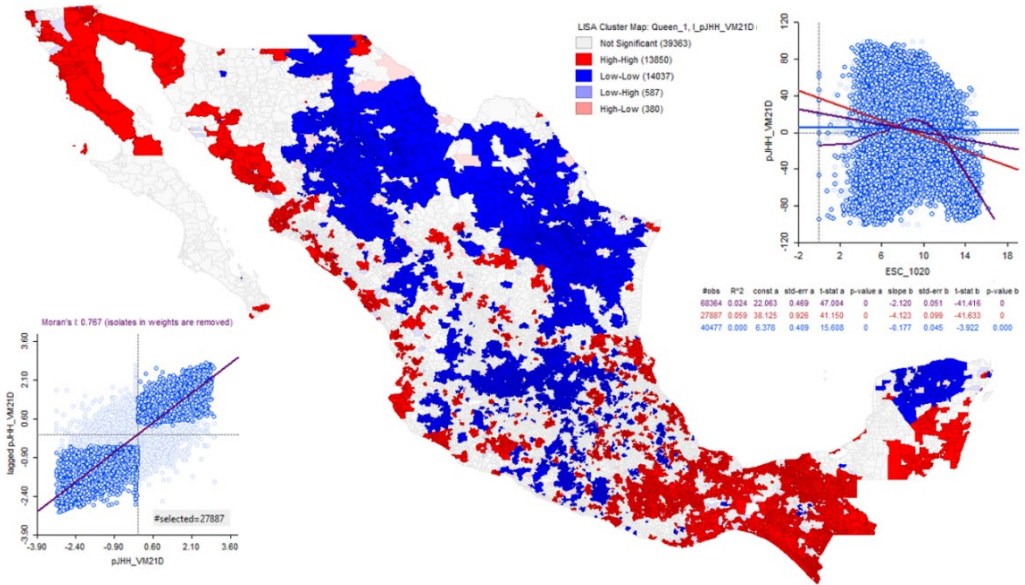 LISA Cluster Map: Queen_1, I_pJHH_VM21D
Not Significant (39363)
High-High (13850)
Low-Low (14037)
Low-High (587)
High-Low (380)
pJHH_VM21D
120
80
40
0
-40
-80
-120
-2 2 6 10 14 18
ESC_1020
#obs R^2 const a std-err a t-stat a p-value a slope b std-err b t-stat b p-value b
68364 0.024 22.063 0.469 47.004 0 -2.120 0.051 -41.416 0
27887 0.059 38.125 0.926 41.150 0 -4.123 0.099 -41.633 0
40477 0.000 6.378 0.409 15.608 0 -0.177 0.045 -3.922 0.000
Moran's I: 0.767 (isolates in weights are removed)
lagged pJHH_VM21D
3.60
2.10
0.60
-0.90
-2.40
-3.90
#selected=27887
-3.90 -2.40 -0.90 0.60 2.10 3.60
pJHH_VM21D